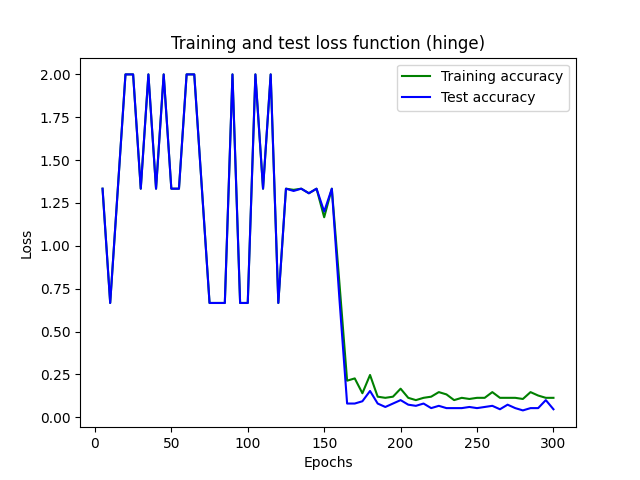 Training and test loss function (hinge)
Training accuracy
Test accuracy
2.00
1.75
1.50
1.25
1.00
0.75
0.50
0.25
0.00
Loss
0 50 100 150 200 250 300
Epochs